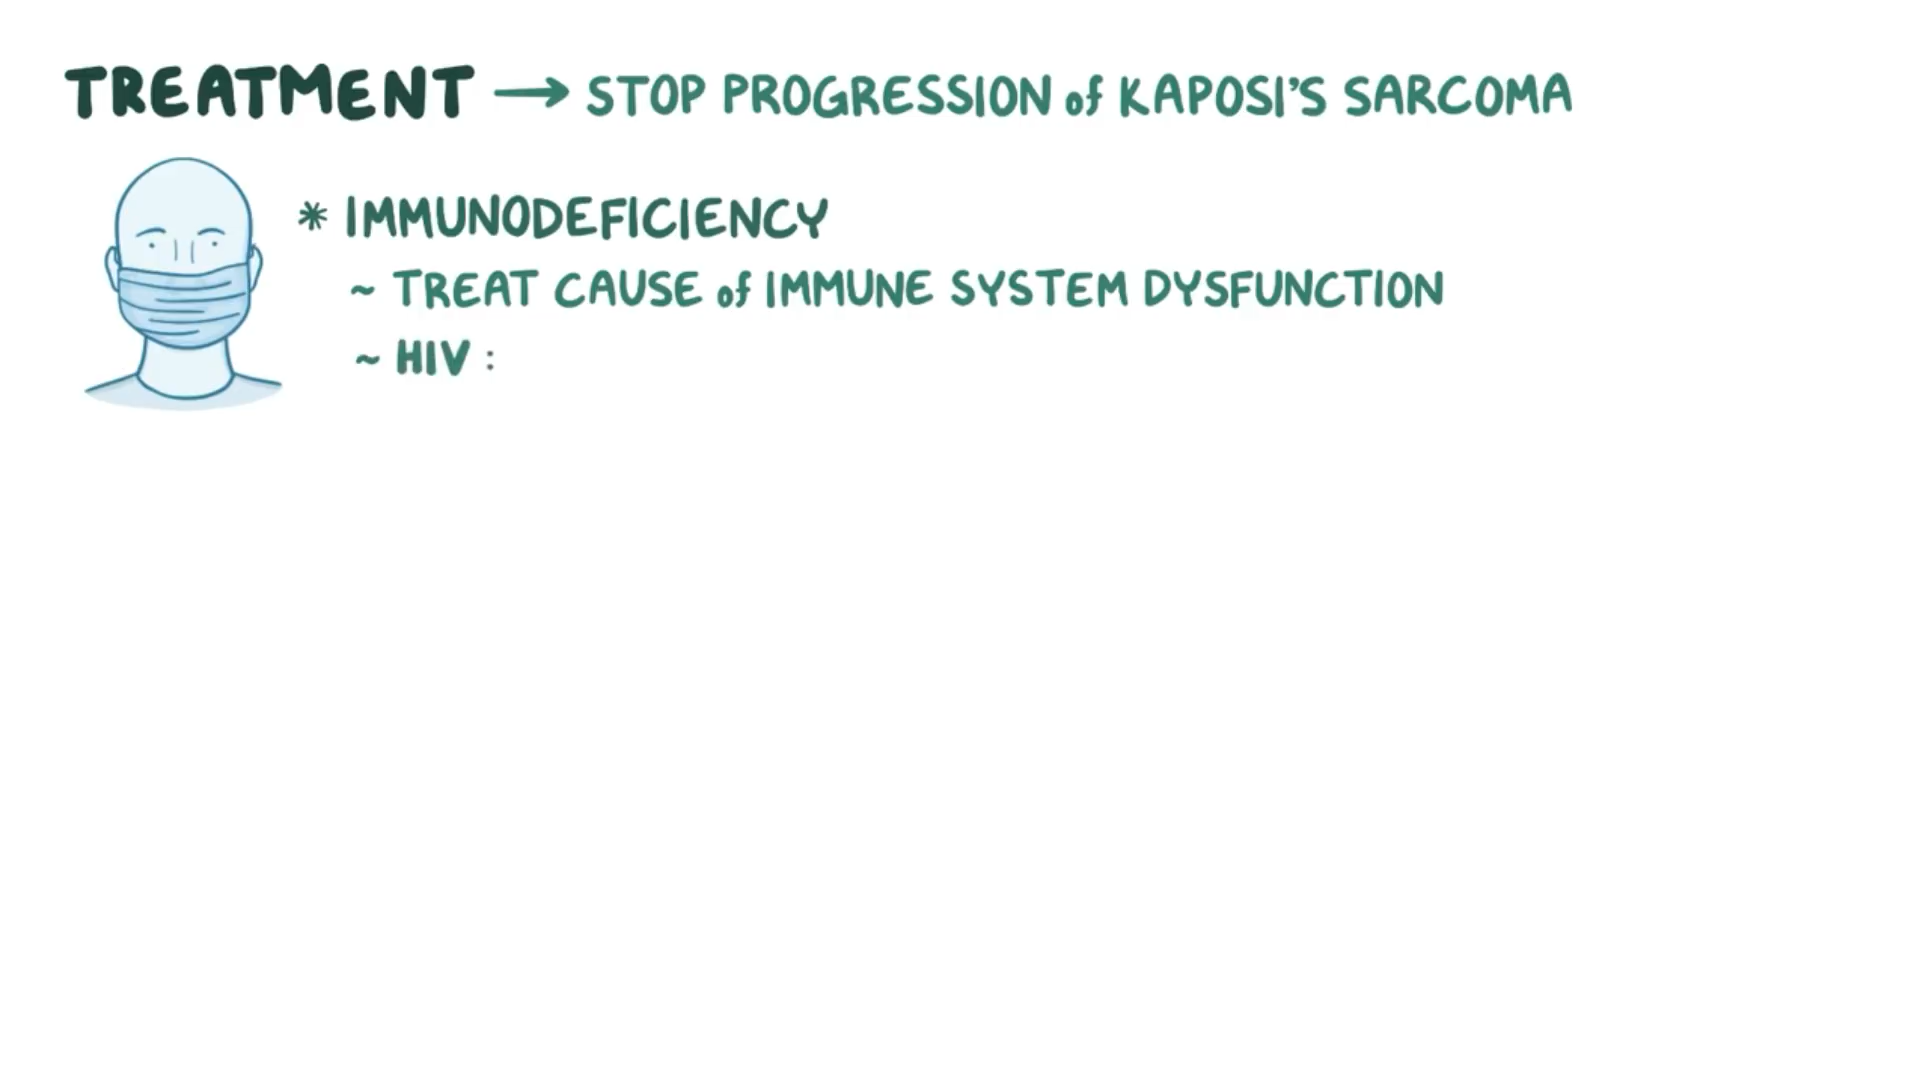 TREATMENT → STOP PROGRESSION of KAPOSI'S SARCOMA
* IMMUNODEFICIENCY
~ TREAT CAUSE of IMMUNE SYSTEM DYSFUNCTION
~ HIV :